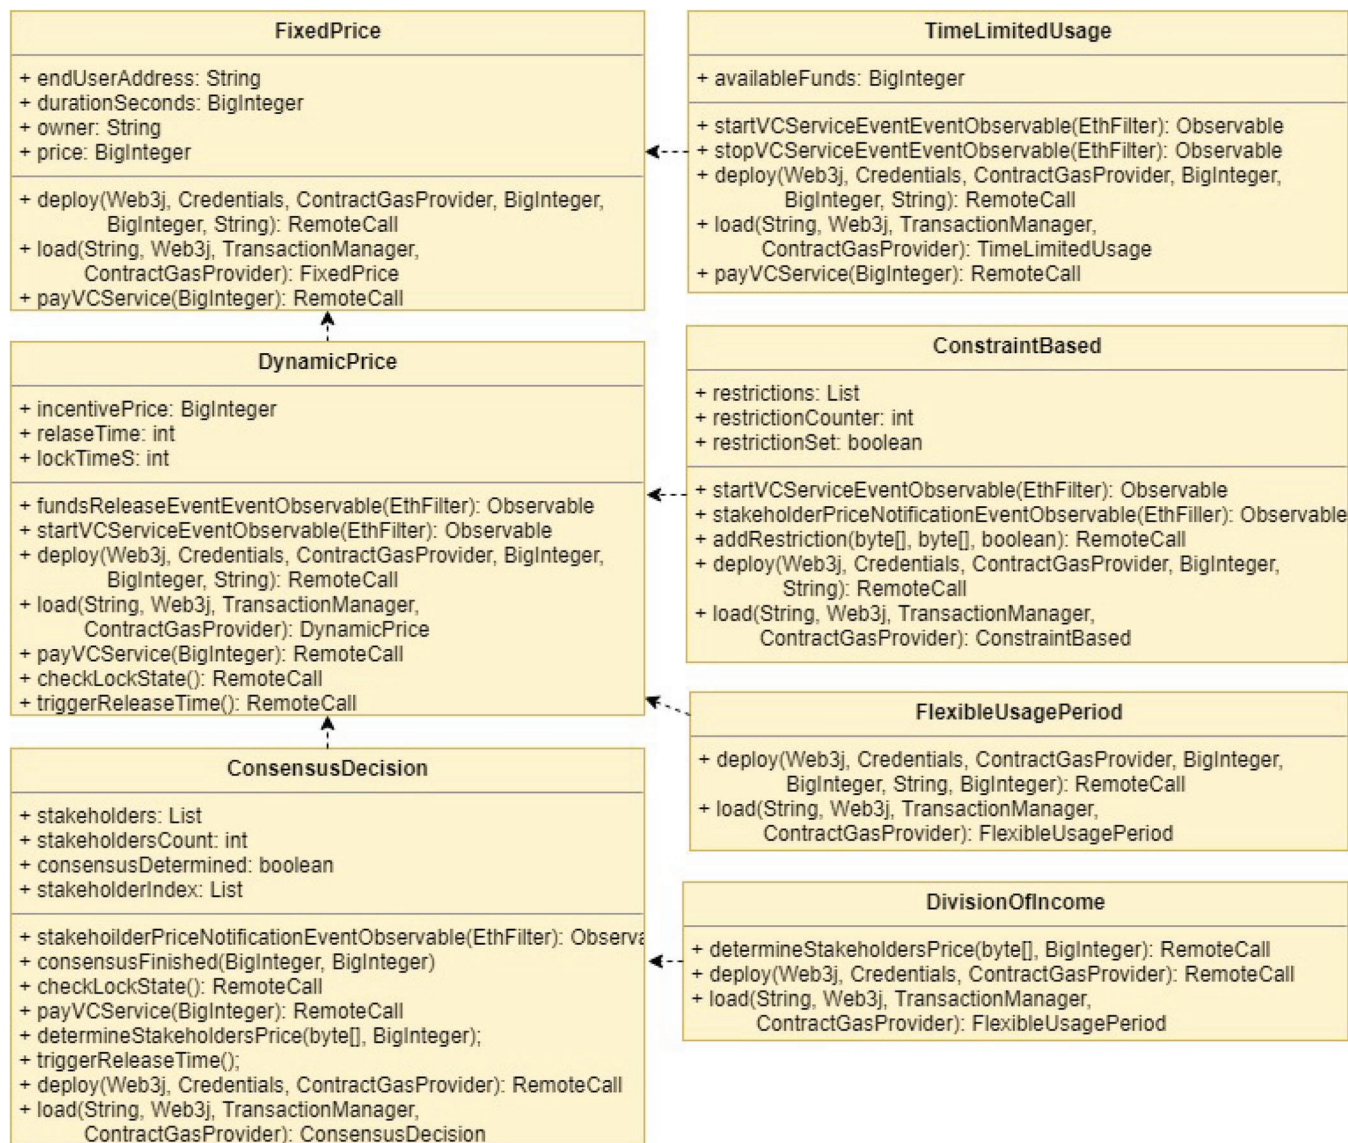 FixedPrice
+ endUserAddress: String
+ durationSeconds: BigInteger
+ owner: String
+ price: BigInteger
+ deploy(Web3j, Credentials, ContractGasProvider, BigInteger,
BigInteger, String): RemoteCall
+ load(String, Web3j, TransactionManager,
ContractGasProvider): FixedPrice
+ payVCService(BigInteger): RemoteCall
DynamicPrice
+ incentivePrice: BigInteger
+ relaseTime: int
+ lockTimeS: int
+ fundsReleaseEventEventObservable(EthFilter): Observable
+ startVCServiceEventObservable(EthFilter): Observable
+ deploy(Web3j, Credentials, ContractGasProvider, BigInteger,
BigInteger, String): RemoteCall
+ load(String, Web3j, TransactionManager,
ContractGasProvider): DynamicPrice
+ payVCService(BigInteger): RemoteCall
+ checkLockState(): RemoteCall
+ triggerReleaseTime(): RemoteCall
ConsensusDecision
+ stakeholders: List
+ stakeholdersCount: int
+ consensusDetermined: boolean
+ stakeholderIndex: List
+ stakehoilderPriceNotificationEventObservable(EthFilter): Observa
+ consensusFinished(BigInteger, BigInteger)
+ checkLockState(): RemoteCall
+ payVCService(BigInteger): RemoteCall
+ determineStakeholdersPrice(byte[], BigInteger);
+ triggerReleaseTime();
+ deploy(Web3j, Credentials, ContractGasProvider): RemoteCall
+ load(String, Web3j, TransactionManager,
ContractGasProvider): ConsensusDecision
TimeLimitedUsage
+ availableFunds: BigInteger
+ startVCServiceEventEventObservable(EthFilter): Observable
+ stopVCServiceEventEventObservable(EthFilter): Observable
+ deploy(Web3j, Credentials, ContractGasProvider, BigInteger,
BigInteger, String): RemoteCall
+ load(String, Web3j, TransactionManager,
ContractGasProvider): TimeLimitedUsage
+ payVCService(BigInteger): RemoteCall
ConstraintBased
+ restrictions: List
+ restrictionCounter: int
+ restrictionSet: boolean
+ startVCServiceEventObservable(EthFilter): Observable
+ stakeholderPriceNotificationEventObservable(EthFiller): Observable
+ addRestriction(byte[], byte[], boolean): RemoteCall
+ deploy(Web3j, Credentials, ContractGasProvider, BigInteger,
String): RemoteCall
+ load(String, Web3j, TransactionManager,
ContractGasProvider): ConstraintBased
FlexibleUsagePeriod
+ deploy(Web3j, Credentials, ContractGasProvider, BigInteger,
BigInteger, String, BigInteger): RemoteCall
+ load(String, Web3j, TransactionManager,
ContractGasProvider): FlexibleUsagePeriod
DivisionOfIncome
+ determineStakeholdersPrice(byte[], BigInteger): RemoteCall
+ deploy(Web3j, Credentials, ContractGasProvider): RemoteCall
+ load(String, Web3j, TransactionManager,
ContractGasProvider): FlexibleUsagePeriod